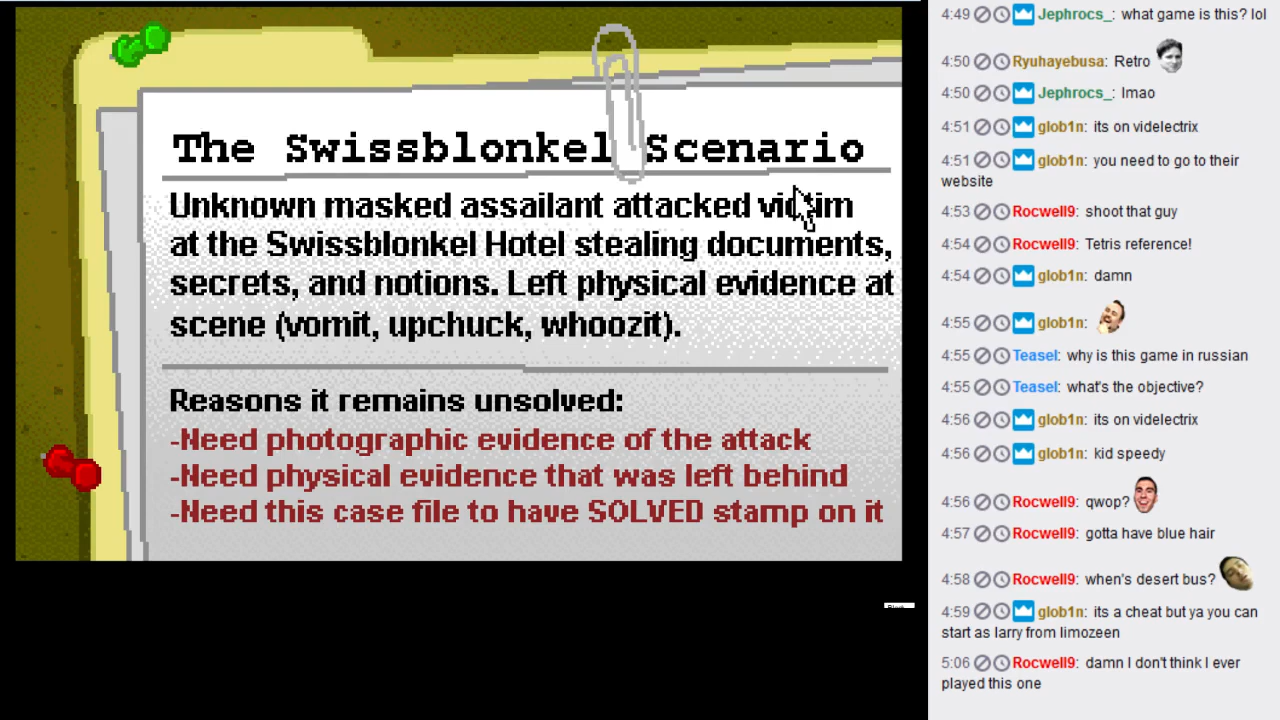 The Swissblonkel Scenario
Unknown masked assailant attacked victim
at the Swissblonkel Hotel stealing documents,
secrets, and notions. Left physical evidence at
scene (vomit, upchuck, whoozit).
Reasons it remains unsolved:
-Need photographic evidence of the attack
-Need physical evidence that was left behind
-Need this case file to have SOLVED stamp on it
4:49 Jephrocs_: what game is this? lol
4:50 Ryuhayebusa: Retro
4:50 Jephrocs_: lmao
4:51 glob1n: its on videlectrix
4:51 glob1n: you need to go to their
website
4:53 Rocwell9: shoot that guy
4:54 Rocwell9: Tetris reference!
4:54 glob1n: damn
4:55 glob1n:
4:55 Teasel: why is this game in russian
4:55 Teasel: what's the objective?
4:56 glob1n: its on videlectrix
4:56 glob1n: kid speedy
4:56 Rocwell9: qwop?
4:57 Rocwell9: gotta have blue hair
4:58 Rocwell9: when's desert bus?
4:59 glob1n: its a cheat but ya you can
start as larry from limozeen
5:06 Rocwell9: damn I don't think I ever
played this one